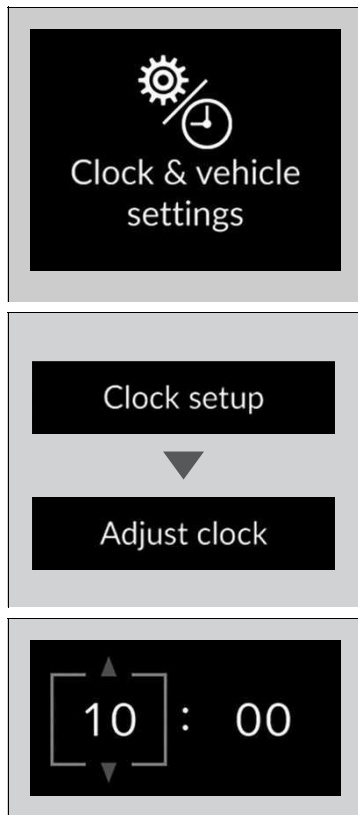 Clock & vehicle
settings
Clock setup
Adjust clock
10 : 00